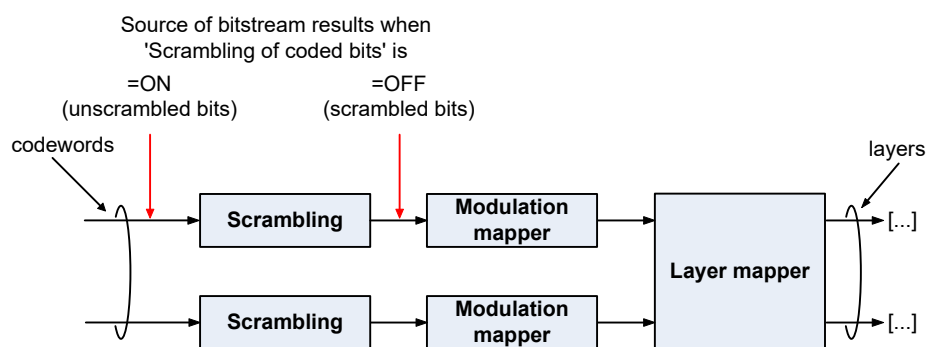 Source of bitstream results when
'Scrambling of coded bits' is
=ON
(unscrambled bits)
=OFF
(scrambled bits)
codewords
layers
Scrambling
Modulation
mapper
Layer mapper
[...]
Scrambling
Modulation
mapper
[...]